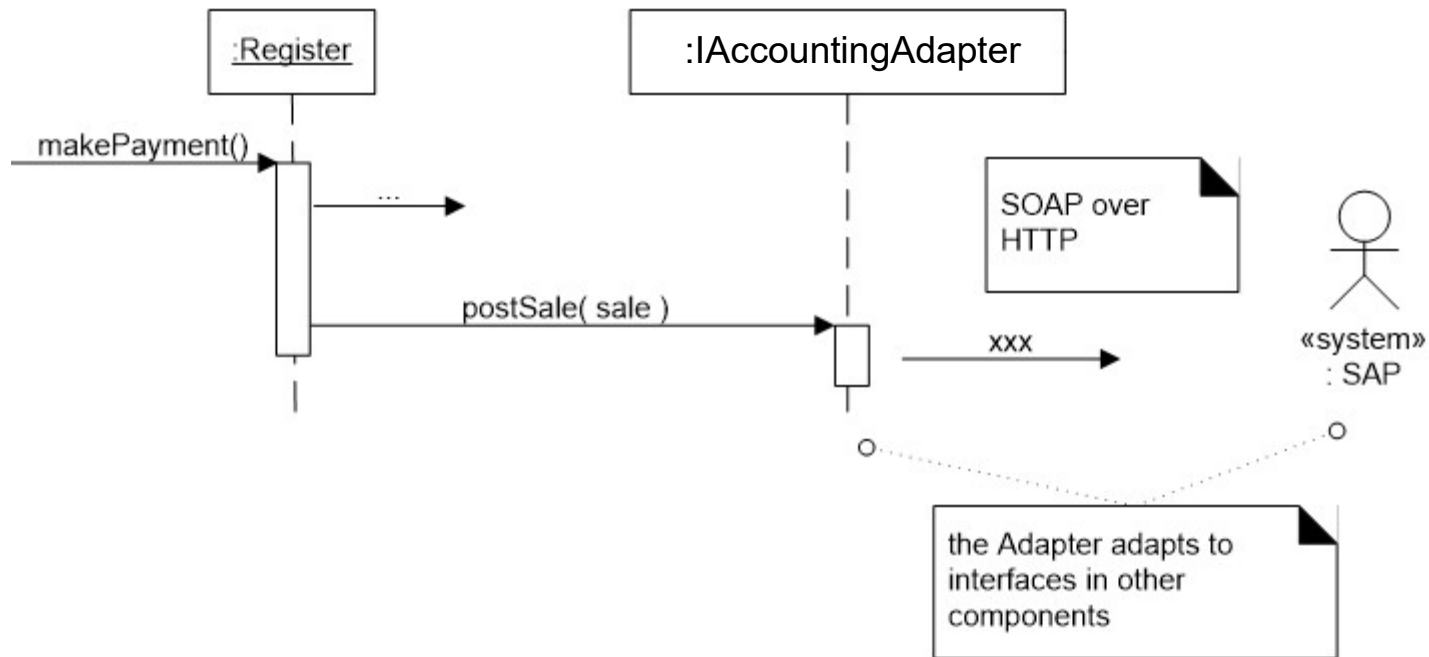 :Register
:IAccountingAdapter
makePayment()
...
SOAP over
HTTP
postSale( sale )
xxx
«system»
: SAP
the Adapter adapts to
interfaces in other
components